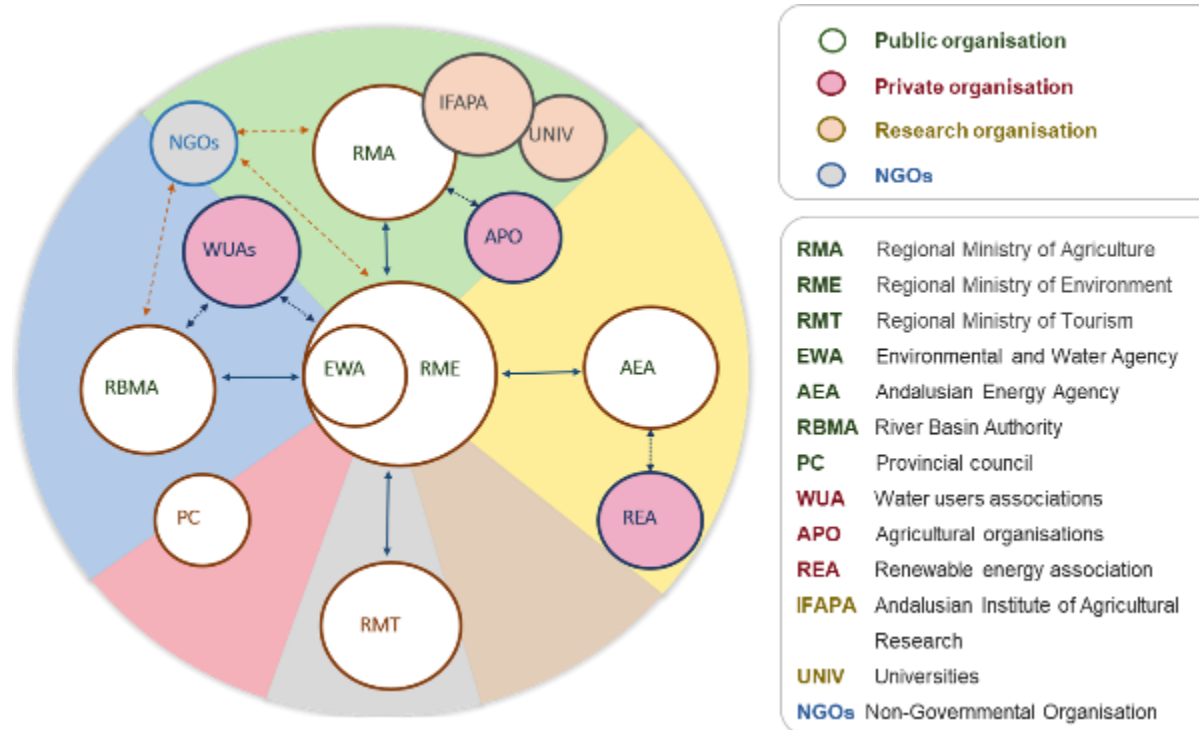 NGOs
RMA
IFAPA
UNIV
WUAs
APO
RBMA
EWA
RME
AEA
PC
REA
RMT
Public organisation
Private organisation
Research organisation
NGOs
RMA Regional Ministry of Agriculture
RME Regional Ministry of Environment
RMT Regional Ministry of Tourism
EWA Environmental and Water Agency
AEA Andalusian Energy Agency
RBMA River Basin Authority
PC Provincial council
WUA Water users associations
APO Agricultural organisations
REA Renewable energy association
IFAPA Andalusian Institute of Agricultural
Research
UNIV Universities
NGOs Non-Governmental Organisation